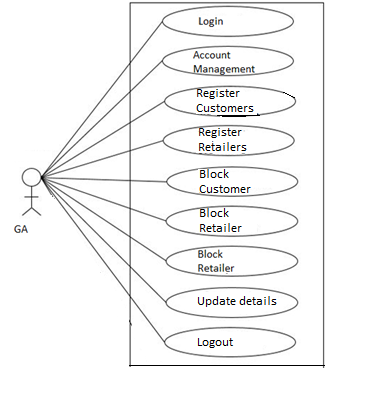 Login
Account
Management
Register
Customers
Register
Retailers
Block
Customer
Block
Retailer
Block
Retailer
Update details
Logout
GA